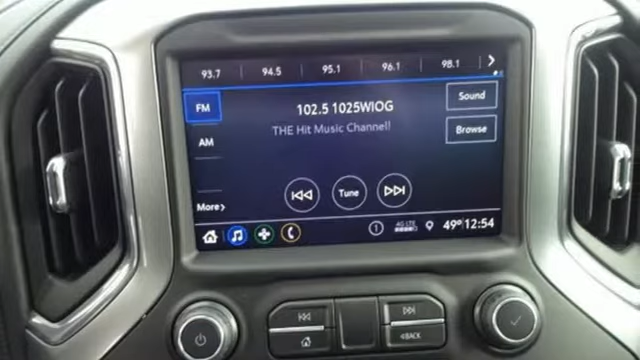 93.7 94.5 95.1 96.1 98.1
FM
102.5 1025WIOG
Sound
THE Hit Music Channel!
Browse
AM
Tune
More
4G LTE
49° 12:54
BACK